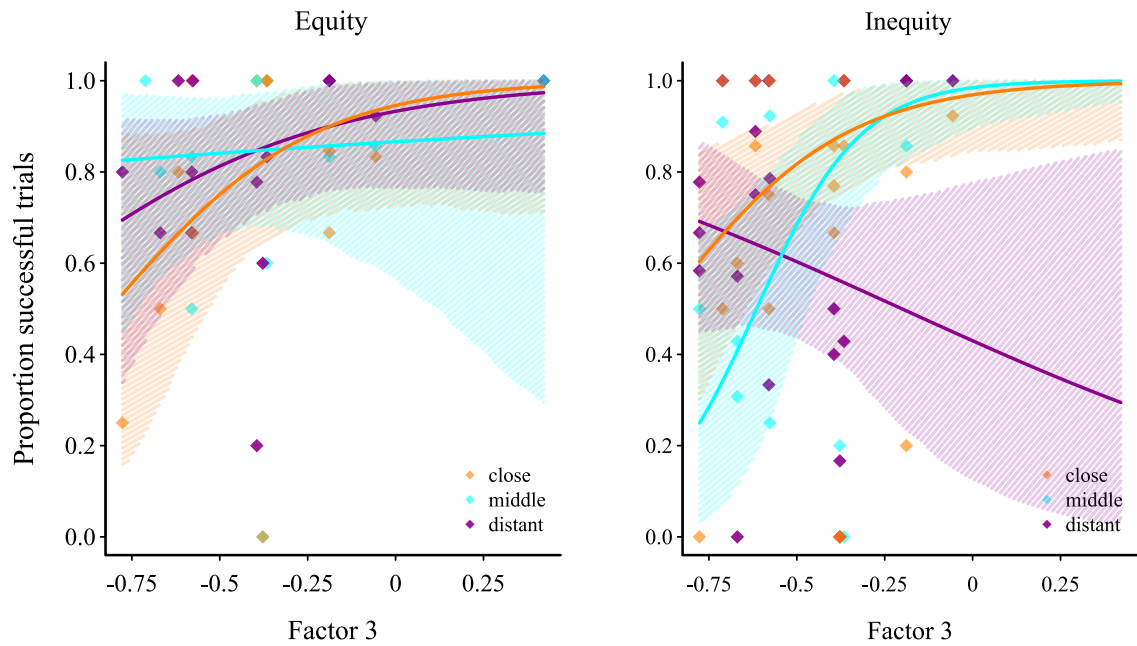 Equity
Inequity
Proportion successful trials
1.0
0.8
0.6
0.4
0.2
0.0
-0.75
-0.5
-0.25
0
0.25
close
middle
distant
Factor 3
1.0
0.8
0.6
0.4
0.2
0.0
-0.75
-0.5
-0.25
0
0.25
close
middle
distant
Factor 3